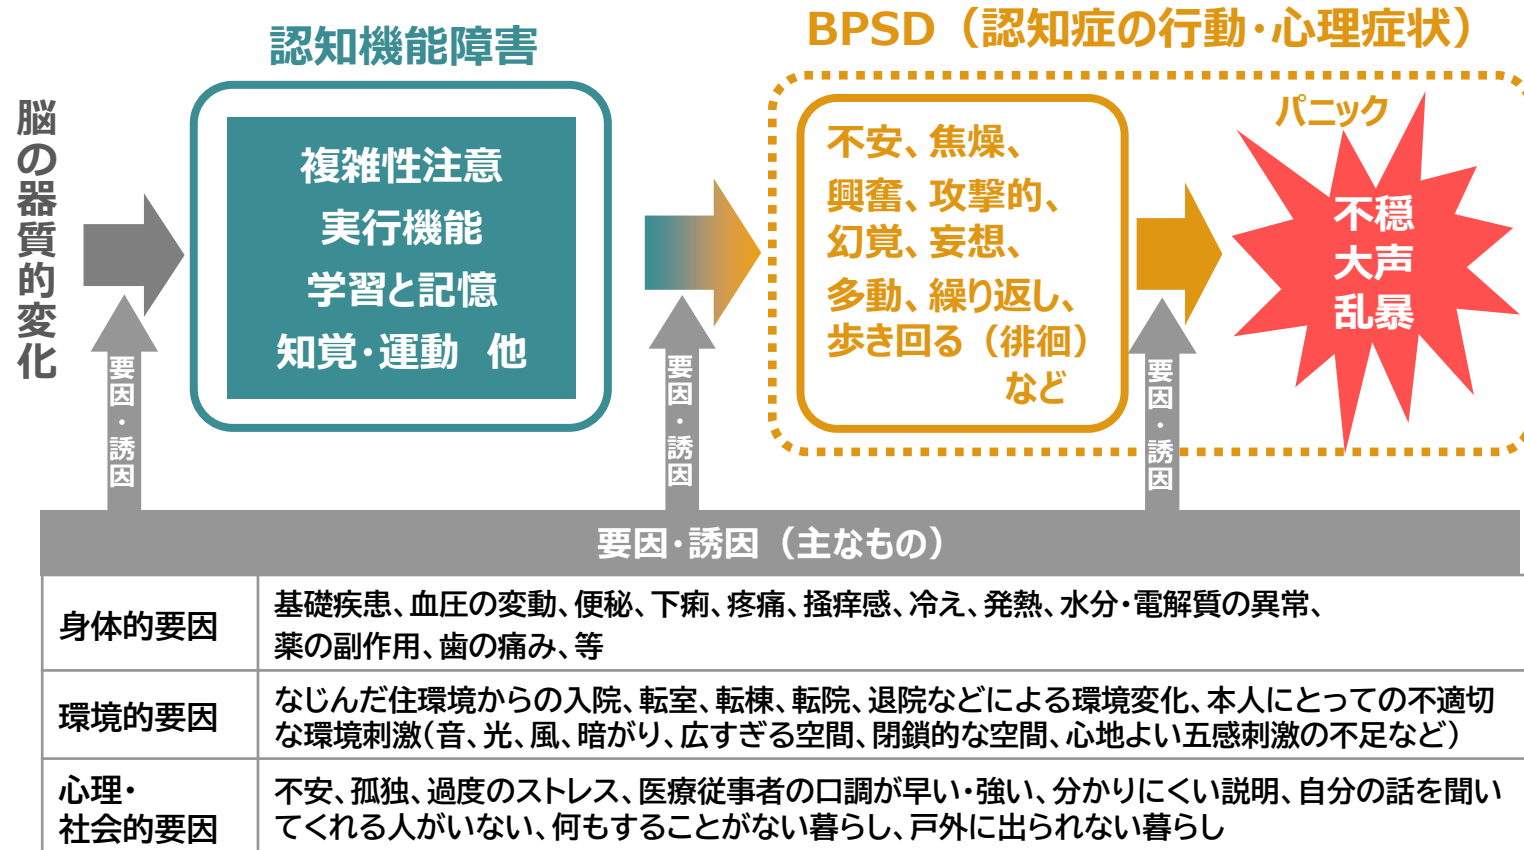 認知機能障害
BPSD（認知症の行動・心理症状）
脳の器質的変化
複雑性注意
実行機能
学習と記憶
知覚・運動　他
不安、焦燥、
興奮、攻撃的、
幻覚、妄想、
多動、繰り返し、
歩き回る（徘徊）
など
パニック
不穏
大声
乱暴
要因・誘因
要因・誘因
要因・誘因
要因・誘因（主なもの）
身体的要因
基礎疾患、血圧の変動、便秘、下痢、疼痛、掻痒感、冷え、発熱、水分・電解質の異常、
薬の副作用、歯の痛み、等
環境的要因
なじんだ住環境からの入院、転室、転棟、転院、退院などによる環境変化、本人にとっての不適切
な環境刺激（音、光、風、暗がり、広すぎる空間、閉鎖的な空間、心地よい五感刺激の不足など）
心理・
社会的要因
不安、孤独、過度のストレス、医療従事者の口調が早い・強い、分かりにくい説明、自分の話を聞い
てくれる人がいない、何もすることがない暮らし、戸外に出られない暮らし